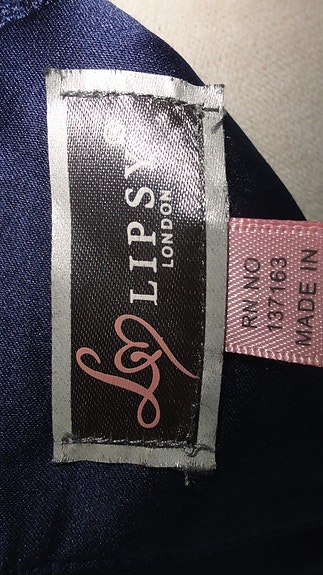 LIPSY®
LONDON
RN NO
137163
MADE IN